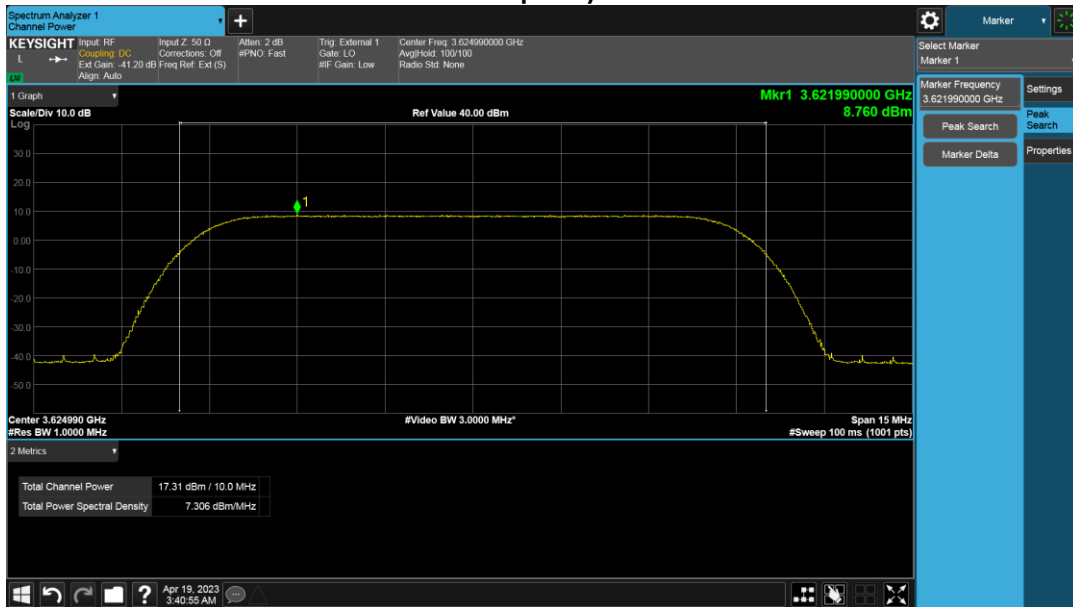 Spectrum Analyzer 1
Channel Power
+
Marker
KEYSIGHT
L
LXI
Input: RF
Coupling: DC
Ext Gain: -41.20 dB
Align: Auto
Input Z: 50 Ω
Corrections: Off
Freq Ref: Ext (S)
Atten: 2 dB
#PNO: Fast
Trig: External 1
Gate: LO
#IF Gain: Low
Center Freq: 3.624990000 GHz
Avg|Hold: 100/100
Radio Std: None
Select Marker
Marker 1
Marker Frequency
3.621990000 GHz
Peak Search
Marker Delta
Settings
Peak
Search
Properties
1 Graph
Scale/Div 10.0 dB
Log
Ref Value 40.00 dBm
Mkr1 3.621990000 GHz
8.760 dBm
1
30.0
20.0
10.0
0.00
-10.0
-20.0
-30.0
-40.0
-50.0
Center 3.624990 GHz
#Res BW 1.0000 MHz
#Video BW 3.0000 MHz*
Span 15 MHz
#Sweep 100 ms (1001 pts)
2 Metrics
Total Channel Power 17.31 dBm / 10.0 MHz
Total Power Spectral Density 7.306 dBm/MHz
?
Apr 19, 2023
3:40:55 AM